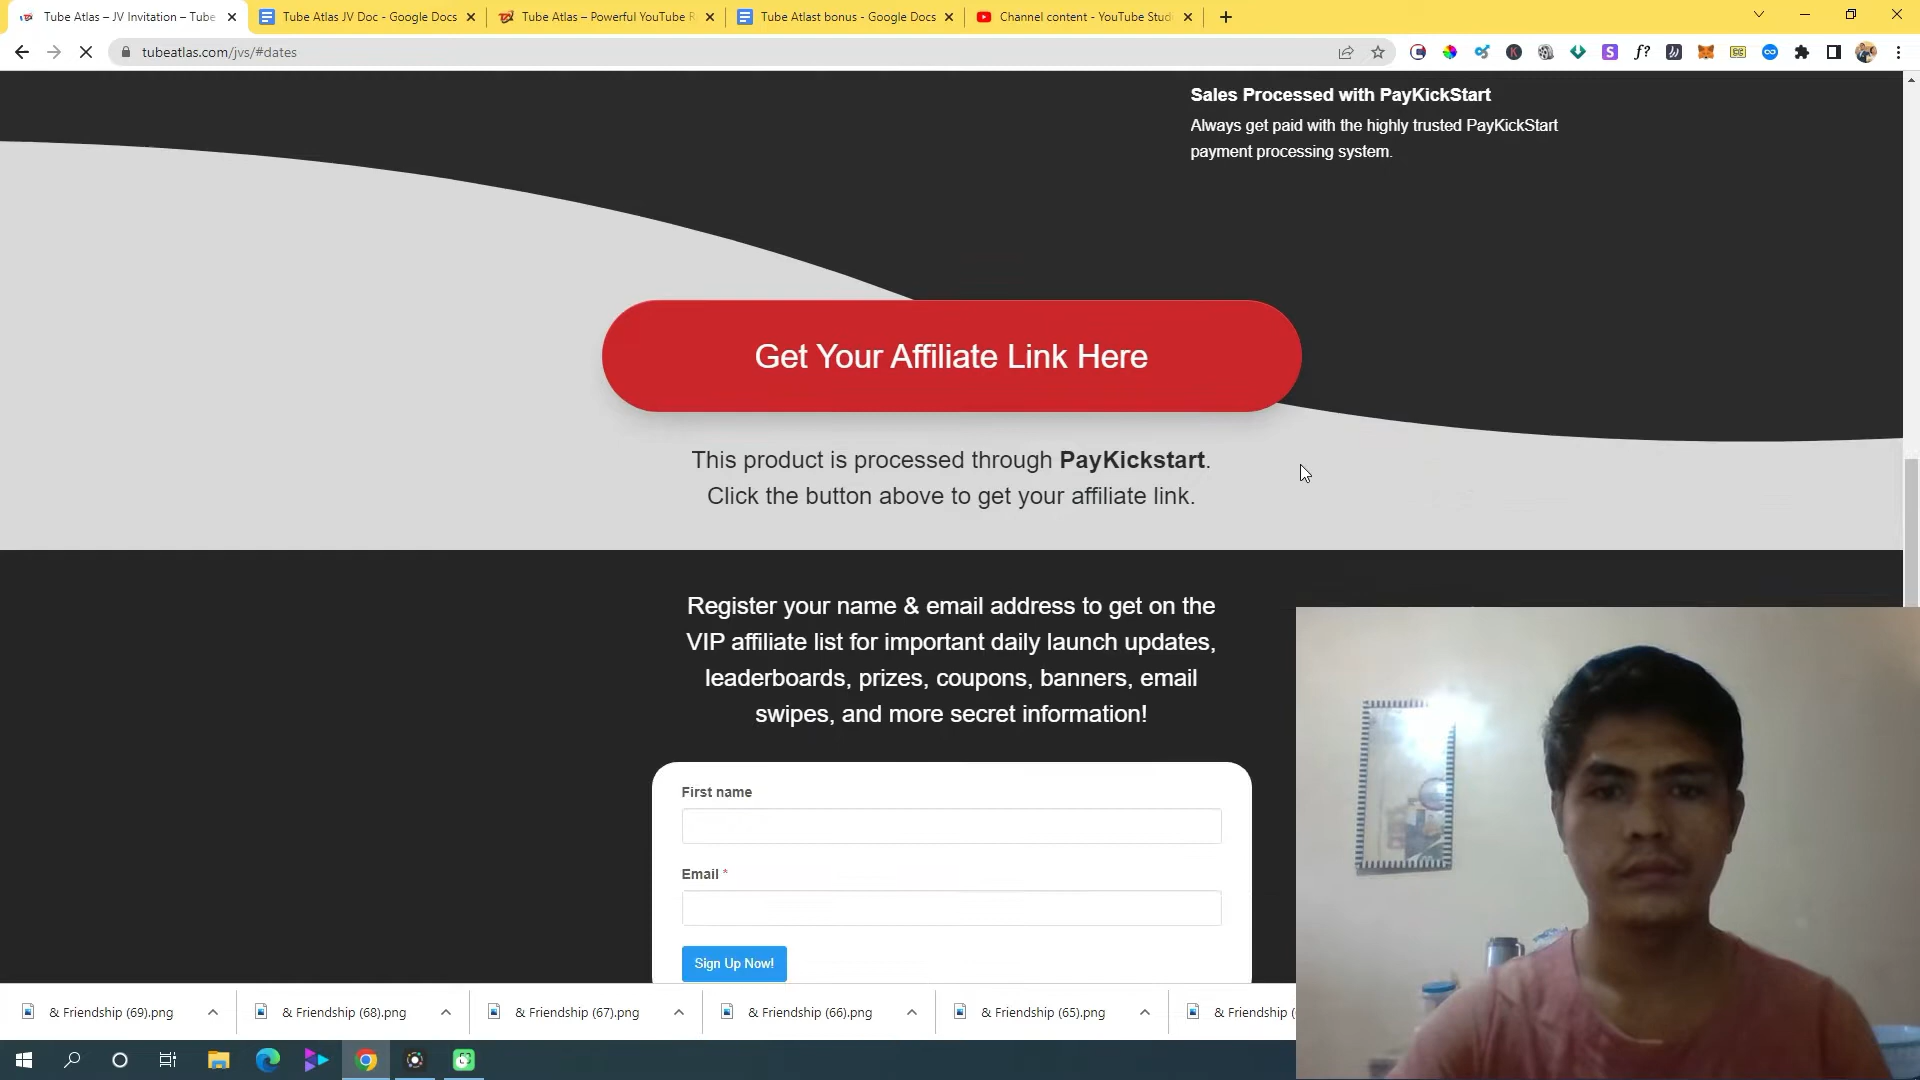 Tube Atlas – JV Invitation – Tube
Tube Atlas JV Doc - Google Docs
Tube Atlas – Powerful YouTube R
Tube Atlast bonus - Google Docs
Channel content - YouTube Stud
tubeatlas.com/jvs/#dates
Sales Processed with PayKickStart
Always get paid with the highly trusted PayKickStart
payment processing system.
Get Your Affiliate Link Here
This product is processed through PayKickstart.
Click the button above to get your affiliate link.
Register your name & email address to get on the
VIP affiliate list for important daily launch updates,
leaderboards, prizes, coupons, banners, email
swipes, and more secret information!
First name
Email *
Sign Up Now!
& Friendship (69).png
& Friendship (68).png
& Friendship (67).png
& Friendship (66).png
& Friendship (65).png
& Friendship (